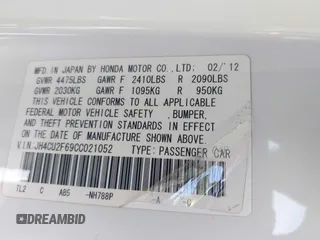 MFD. IN JAPAN BY HONDA MOTOR CO.,LTD: 02/'12
GVWR 4475LBS GAWR F 2410LBS R 2090LBS
GVWR 2030KG GAWR F 1095KG R 950KG
THIS VEHICLE CONFORMS TO ALL APPLICABLE
FEDERAL MOTOR VEHICLE SAFETY ,BUMPER,
AND THEFT PREVENTION STANDARDS IN EFFECT
ON THE DATE OF MANUFACTURE SHOWN ABOVE.
V.I.N.:JH4CU2F69CC021052 TYPE: PASSENGER CAR
TL2 C AB5 -NH788P -A